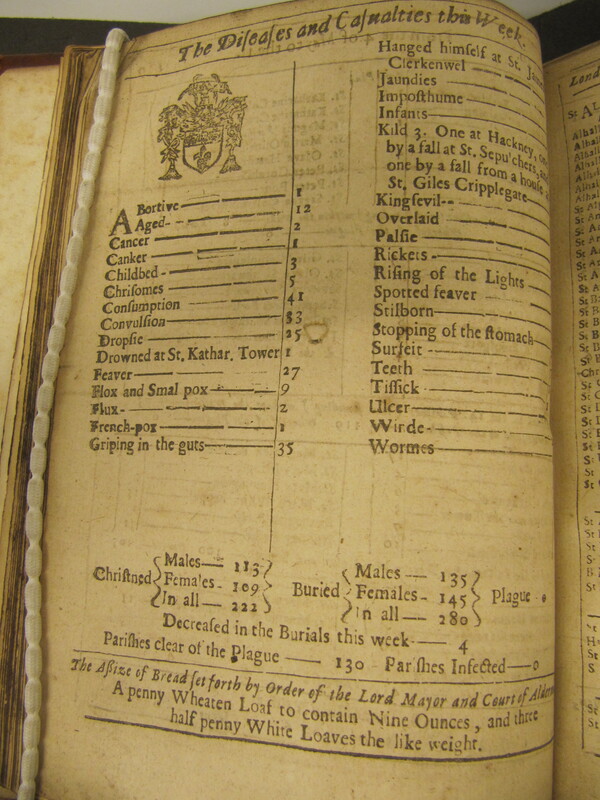 The Diſeaſes and Caſualties this Week.
Abortive 1
Aged 12
Cancer 2
Canker 1
Childbed 3
Chriſomes 5
Conſumption 41
Convulſion 83
Dropſie 25
Drowned at St. Kathar. Tower 1
Feaver 27
Flox and Smal pox 9
Flux 2
French-pox 1
Griping in the guts 35
Hanged himſelf at St.
Clerkenwel
Jaundies
Impoſthume
Infants
Kild 3. One at Hackney,
by a fall at St. Sepulchers,
one by a fall from a houſe
St. Giles Cripplegate
Kingſevil
Overlaid
Palſie
Rickets
Riſing of the Lights
Spotted feaver
Stilborn
Stopping of the ſtomach
Surfeit
Teeth
Tiſſick
Ulcer
Winde
Wormes
Chriſtned Males 113 Females 109 In all 222
Buried Males 135 Females 145 In all 280
Plague 0
Decreaſed in the Burials this week 4
Pariſhes clear of the Plague 130 Pariſhes Infected 0
The Aſſize of Bread ſet forth by Order of the Lord Mayor and Court of
A penny Wheaten Loaf to contain Nine Ounces, and three
half penny White Loaves the like weight.